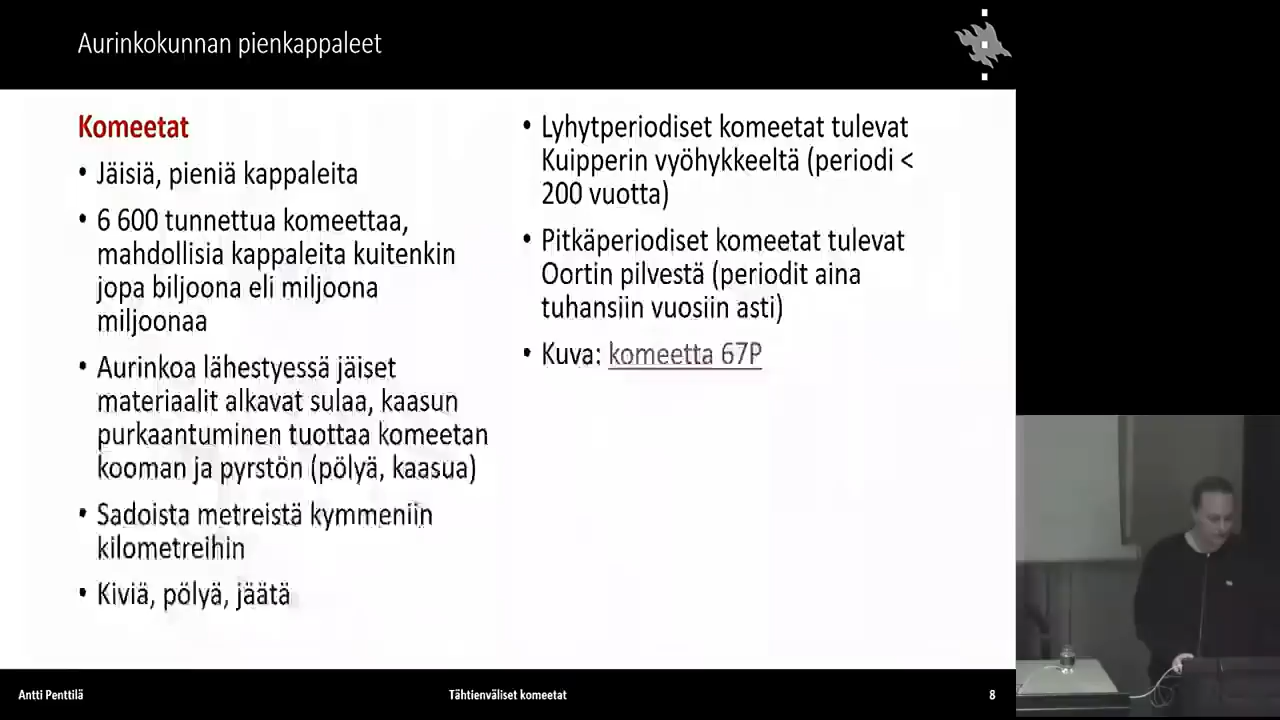 Aurinkokunnan pienkappaleet
Komeetat
• Jäisiä, pieniä kappaleita
• 6 600 tunnettua komeettaa,
mahdollisia kappaleita kuitenkin
jopa biljoona eli miljoona
miljoonaa
• Aurinkoa lähestyessä jäiset
materiaalit alkavat sulaa, kaasun
purkaantuminen tuottaa komeetan
kooman ja pyrstön (pölyä, kaasua)
• Sadoista metreistä kymmeniin
kilometreihin
• Kiviä, pölyä, jäätä
• Lyhytperiodiset komeetat tulevat
Kuipperin vyöhykkeeltä (periodi <
200 vuotta)
• Pitkäperiodiset komeetat tulevat
Oortin pilvestä (periodit aina
tuhansiin vuosiin asti)
• Kuva: komeetta 67P
Antti Penttilä
Tähtienväliset komeetat
8